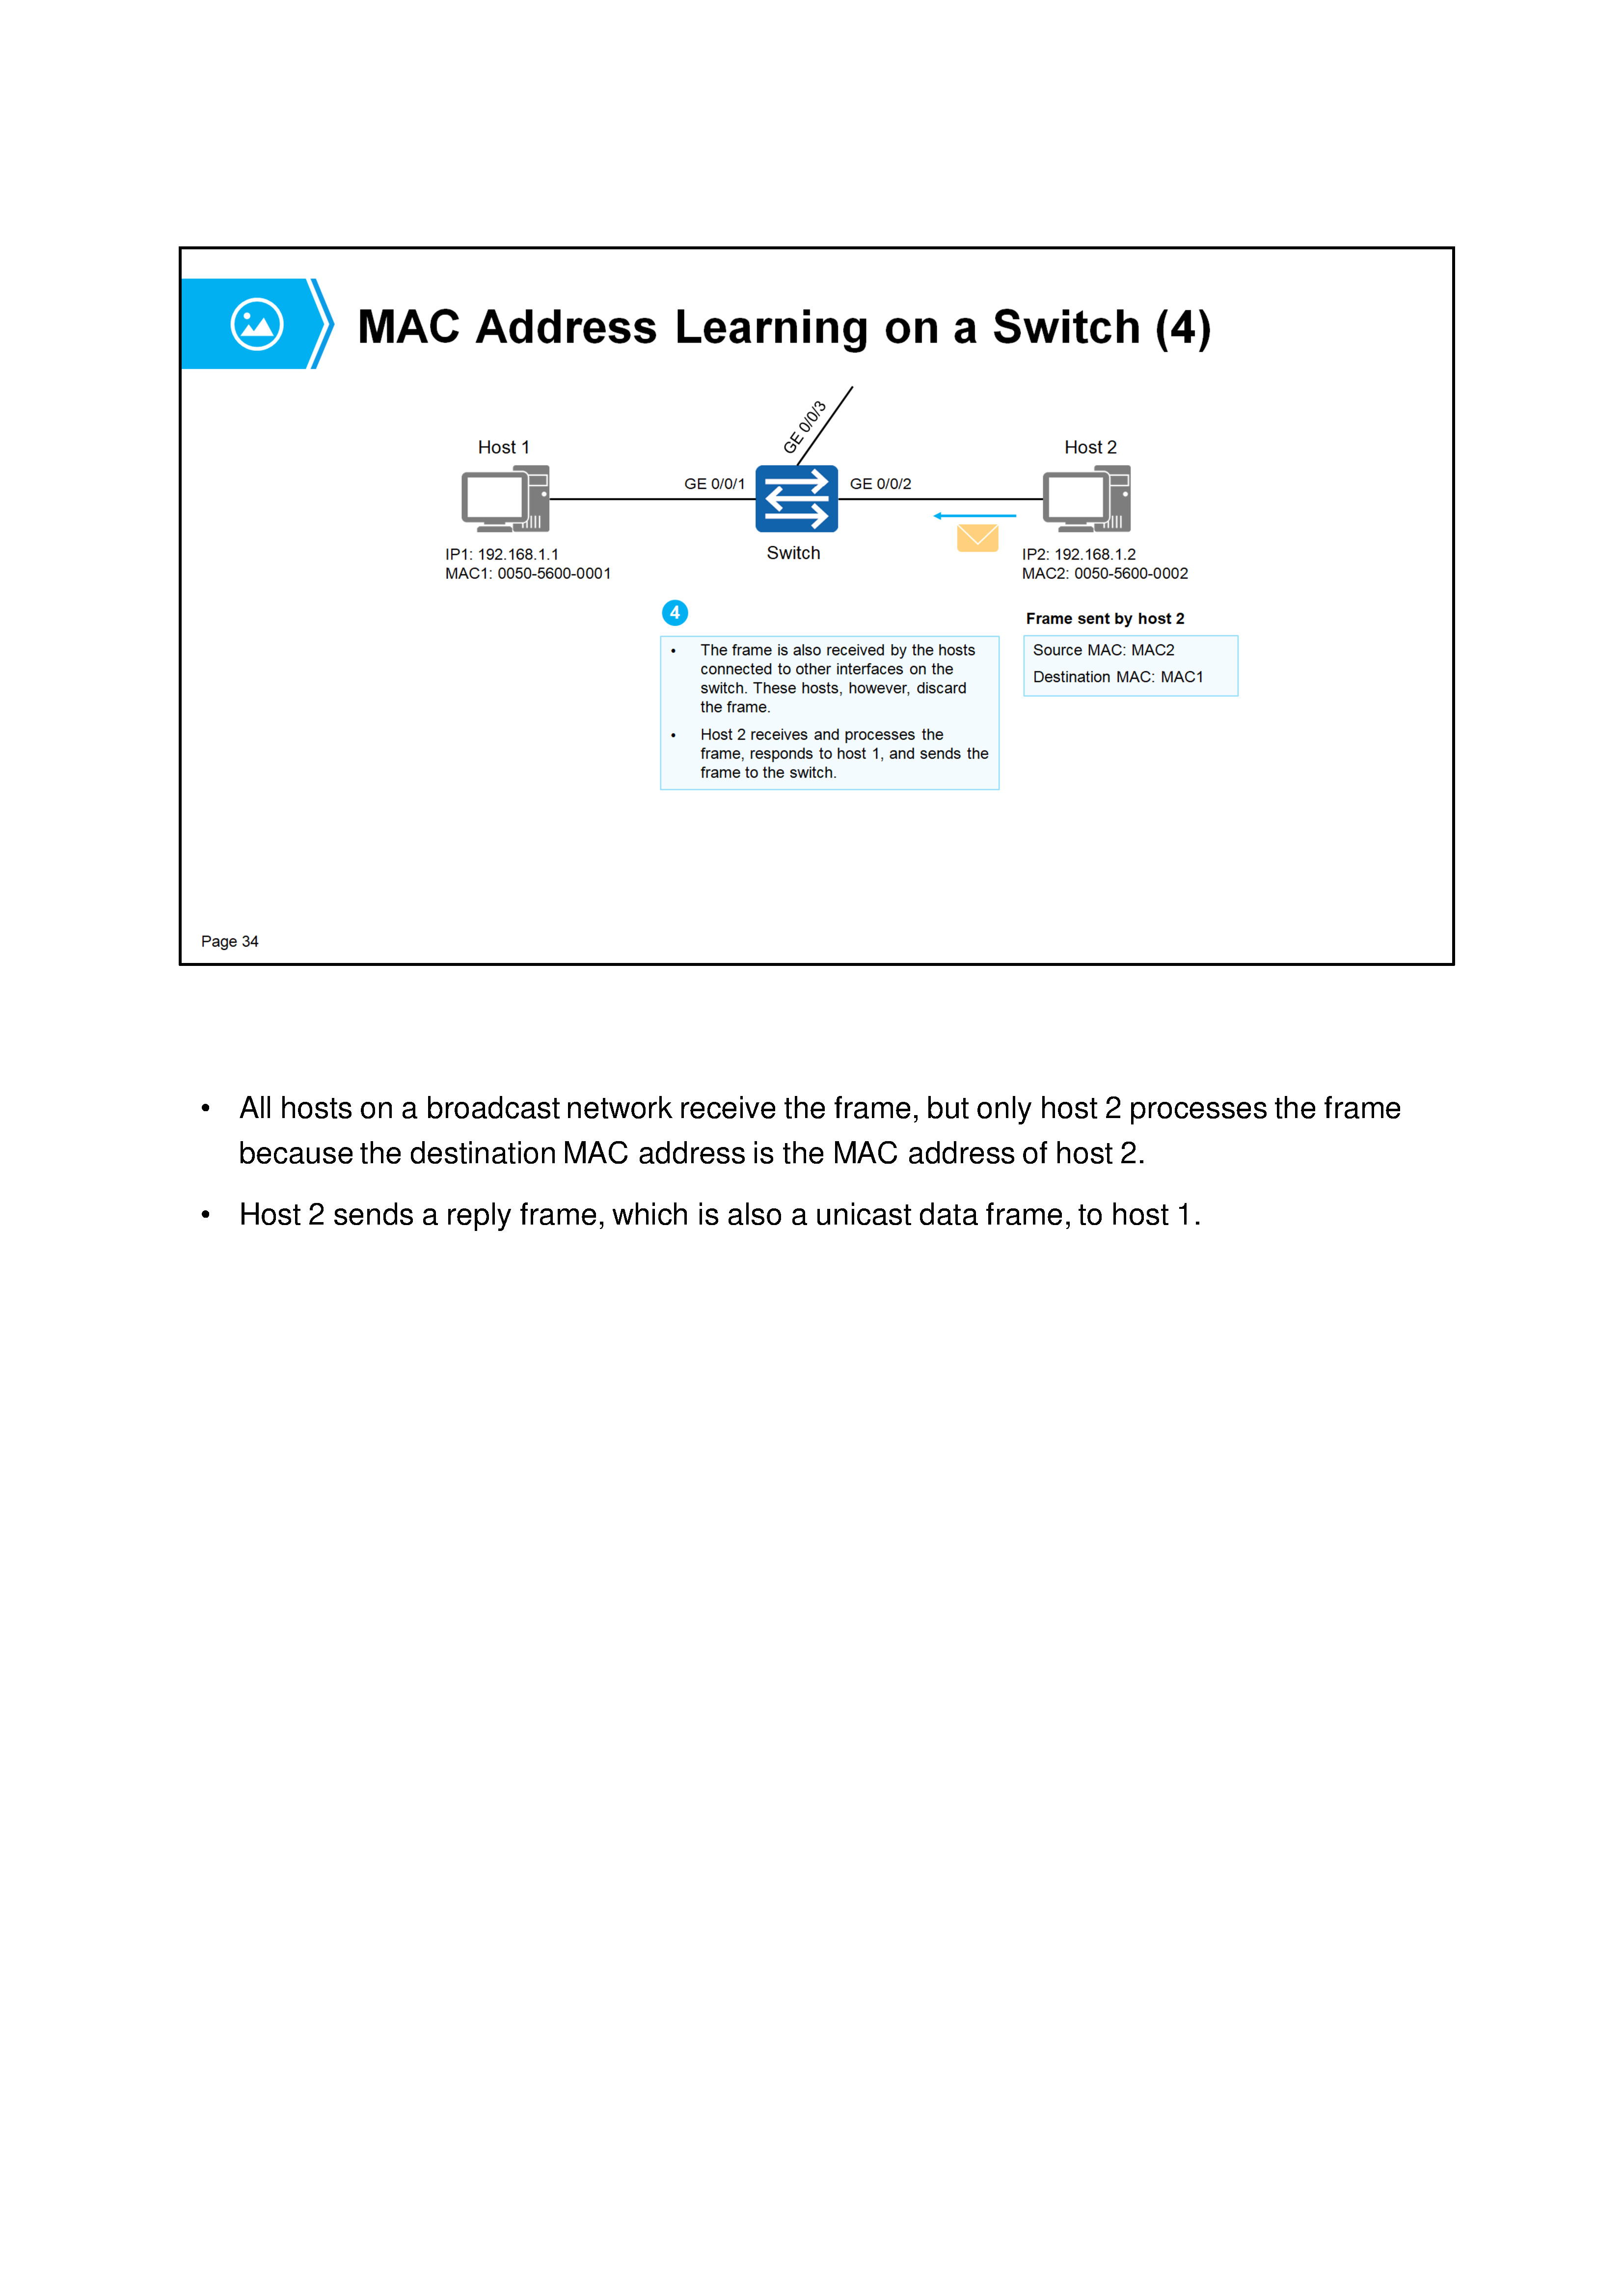 MAC Address Learning on a Switch (4)
GE 0/0/3
Host 1
Host 2
GE 0/0/1
GE 0/0/2
Switch
IP1: 192.168.1.1
MAC1: 0050-5600-0001
IP2: 192.168.1.2
MAC2: 0050-5600-0002
4
• The frame is also received by the hosts
connected to other interfaces on the
switch. These hosts, however, discard
the frame.
• Host 2 receives and processes the
frame, responds to host 1, and sends the
frame to the switch.
Frame sent by host 2
Source MAC: MAC2
Destination MAC: MAC1
Page 34
• All hosts on a broadcast network receive the frame, but only host 2 processes the frame
because the destination MAC address is the MAC address of host 2.
• Host 2 sends a reply frame, which is also a unicast data frame, to host 1.